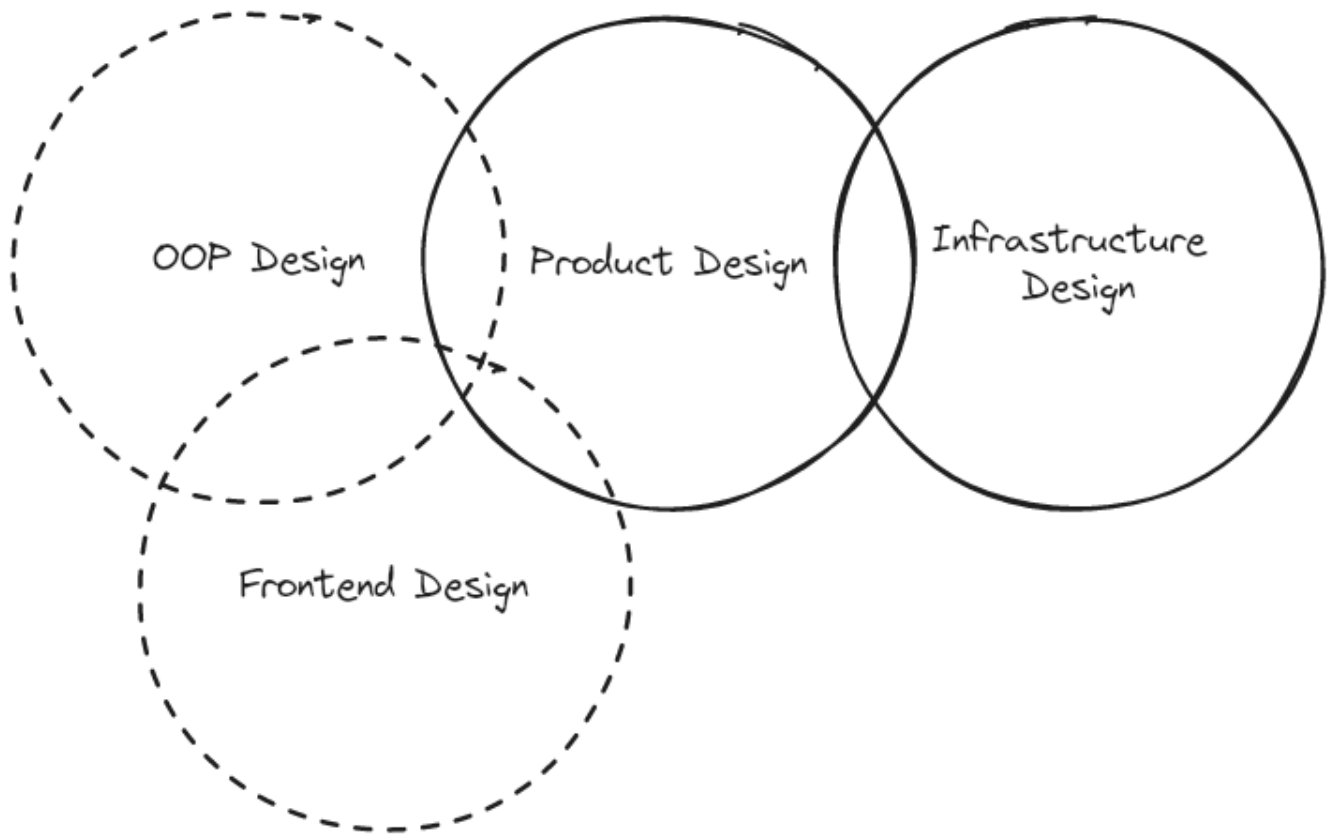 OOP Design
Product Design
Infrastructure
Design
Frontend Design